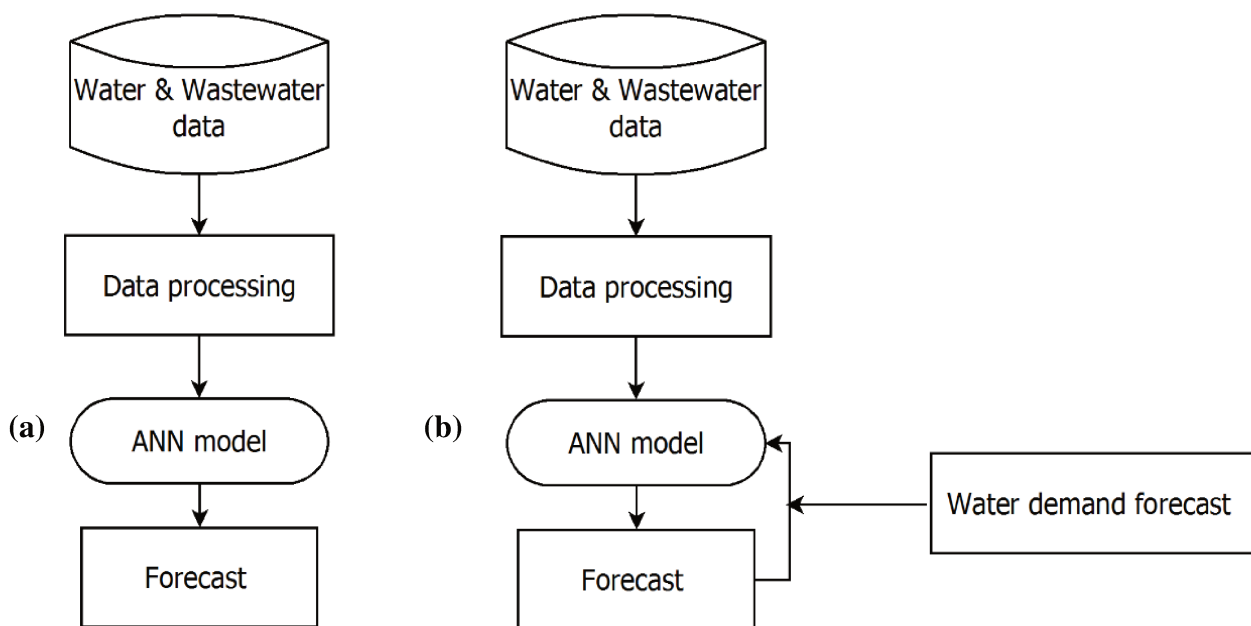 Water & Wastewater
data
Data processing
(a)
ANN model
Forecast
Water & Wastewater
data
Data processing
(b)
ANN model
Forecast
Water demand forecast